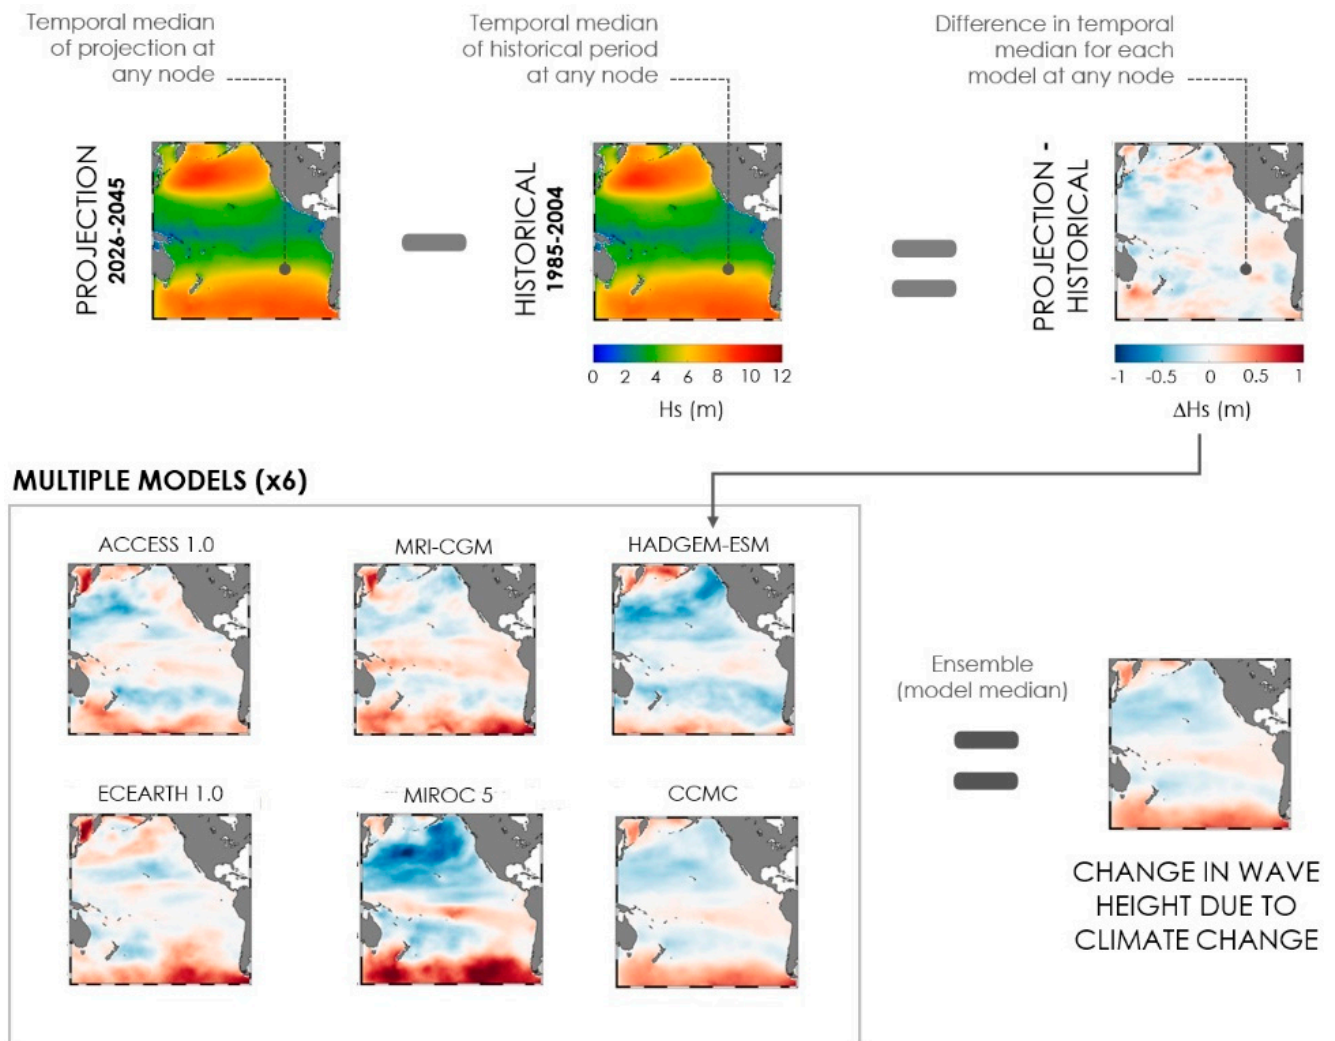 Temporal median
of projection at
any node
Temporal median
of historical period
at any node
Difference in temporal
median for each
model at any node
PROJECTION
2026-2045
HISTORICAL
1985-2004
PROJECTION -
HISTORICAL
0 2 4 6 8 10 12
Hs (m)
-1 -0.5 0 0.5 1
ΔHs (m)
MULTIPLE MODELS (x6)
ACCESS 1.0
MRI-CGM
HADGEM-ESM
ECEARTH 1.0
MIROC 5
CCMC
Ensemble
(model median)
CHANGE IN WAVE
HEIGHT DUE TO
CLIMATE CHANGE